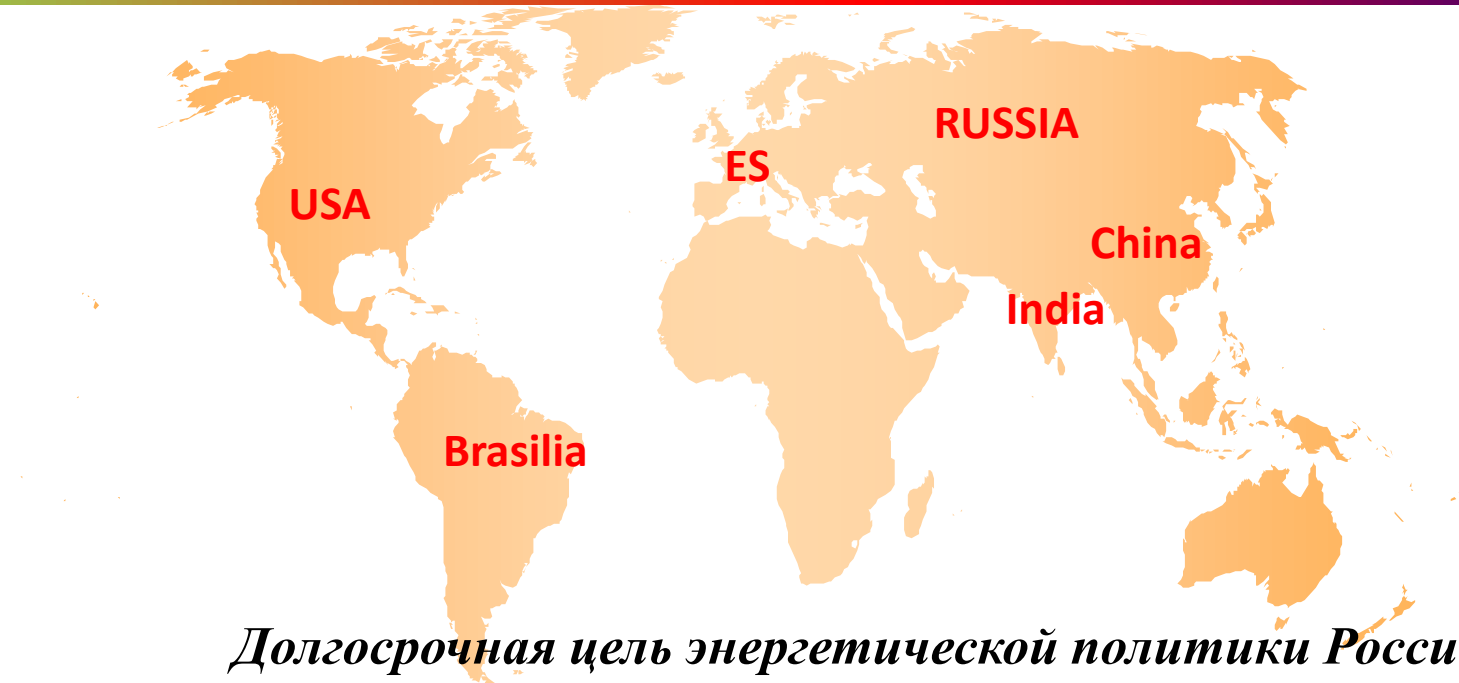 RUSSIA
ES
USA
China
India
Brasilia
Долгосрочная цель энергетической политики Росси